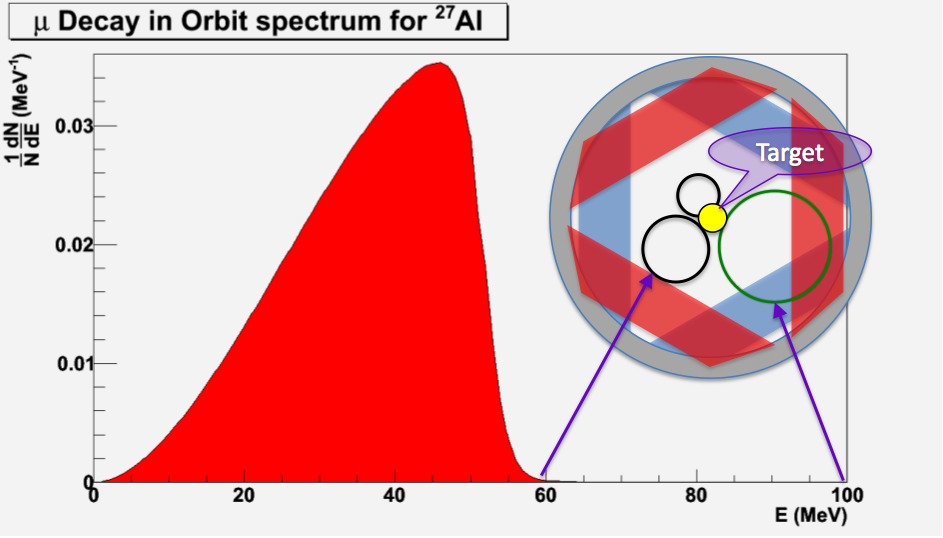 μ Decay in Orbit spectrum for ²⁷Al
1 dN
N dE (MeV⁻¹)
0.03
0.02
0.01
0
0 20 40 60 80 100
E (MeV)
Target